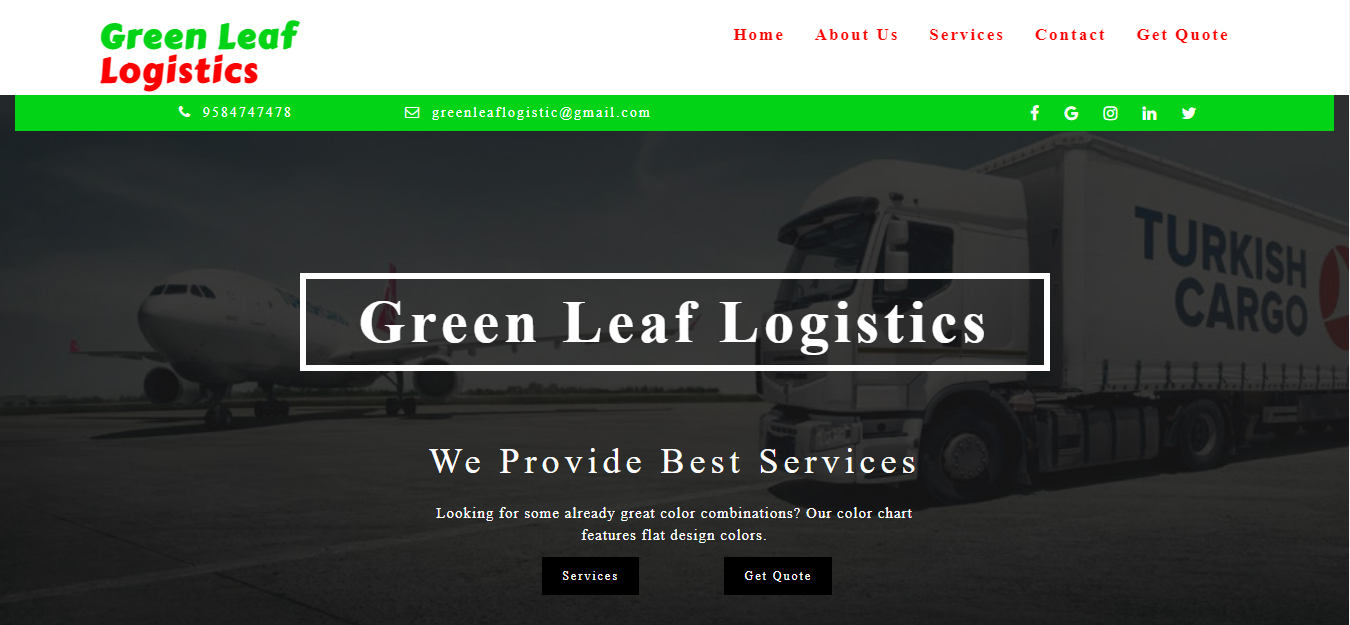 Green Leaf
Logistics
Home About Us Services Contact Get Quote
9584747478 greenleaflogistic@gmail.com
TURKISH
CARGO
Green Leaf Logistics
We Provide Best Services
Looking for some already great color combinations? Our color chart
features flat design colors.
Services Get Quote